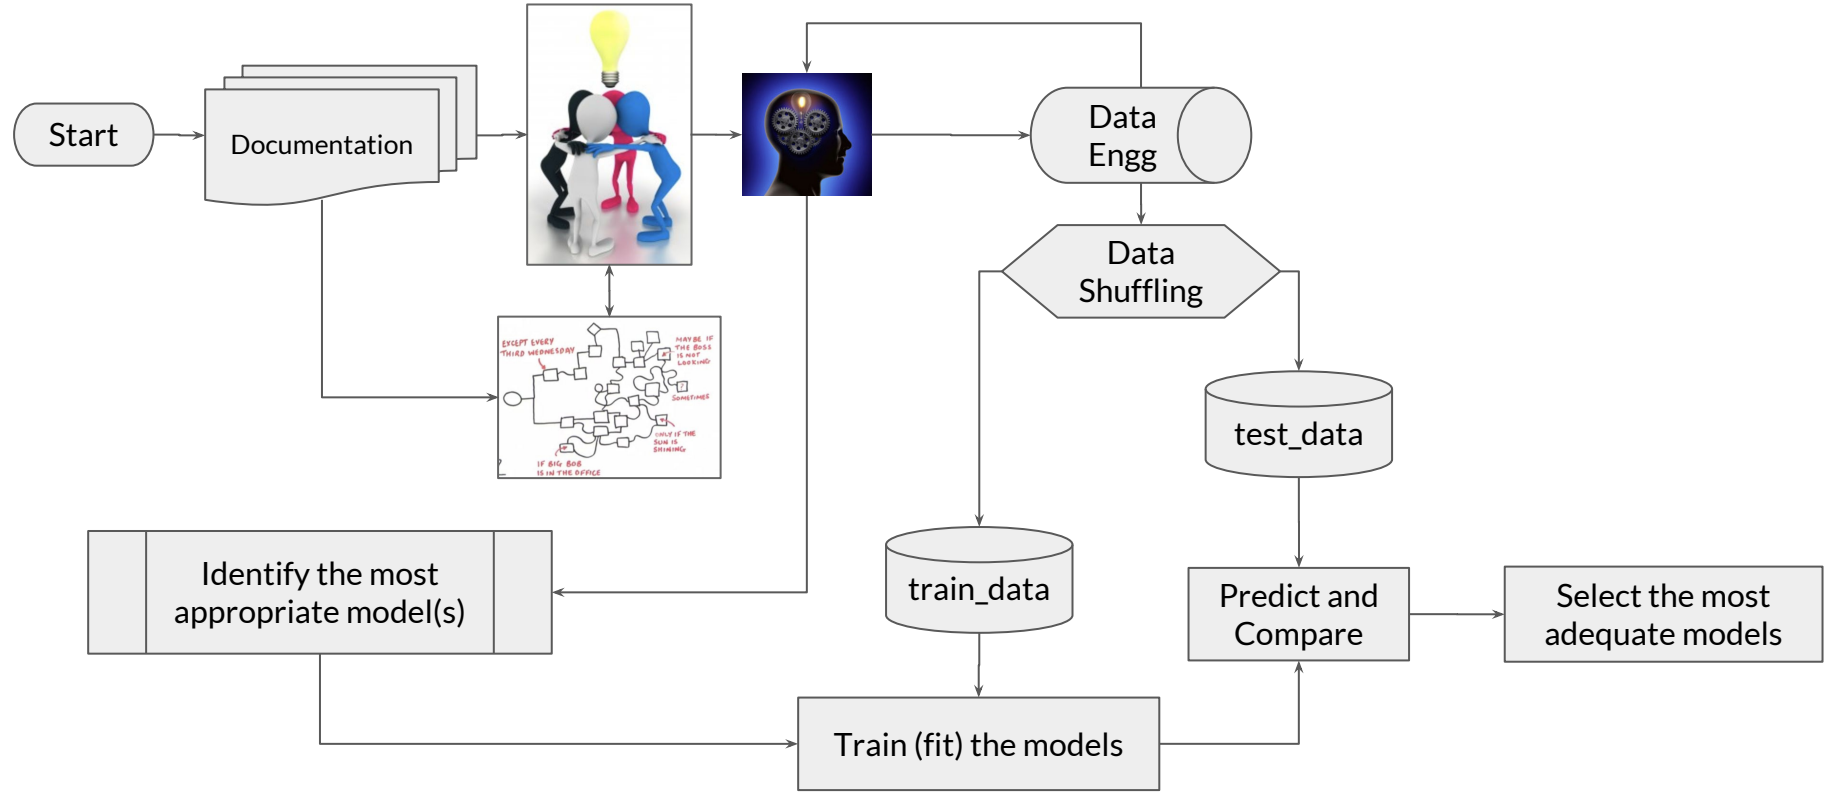 Start
Documentation
Data
Engg
Data
Shuffling
EXCEPT EVERY
THIRD WEDNESDAY
MAYBE IF
THE BOSS
IS NOT
LOOKING
?
SOMETIMES
ONLY IF THE
SUN IS
SHINING
IF BIG BOB
IS IN THE OFFICE
test_data
Identify the most
appropriate model(s)
train_data
Predict and
Compare
Select the most
adequate models
Train (fit) the models